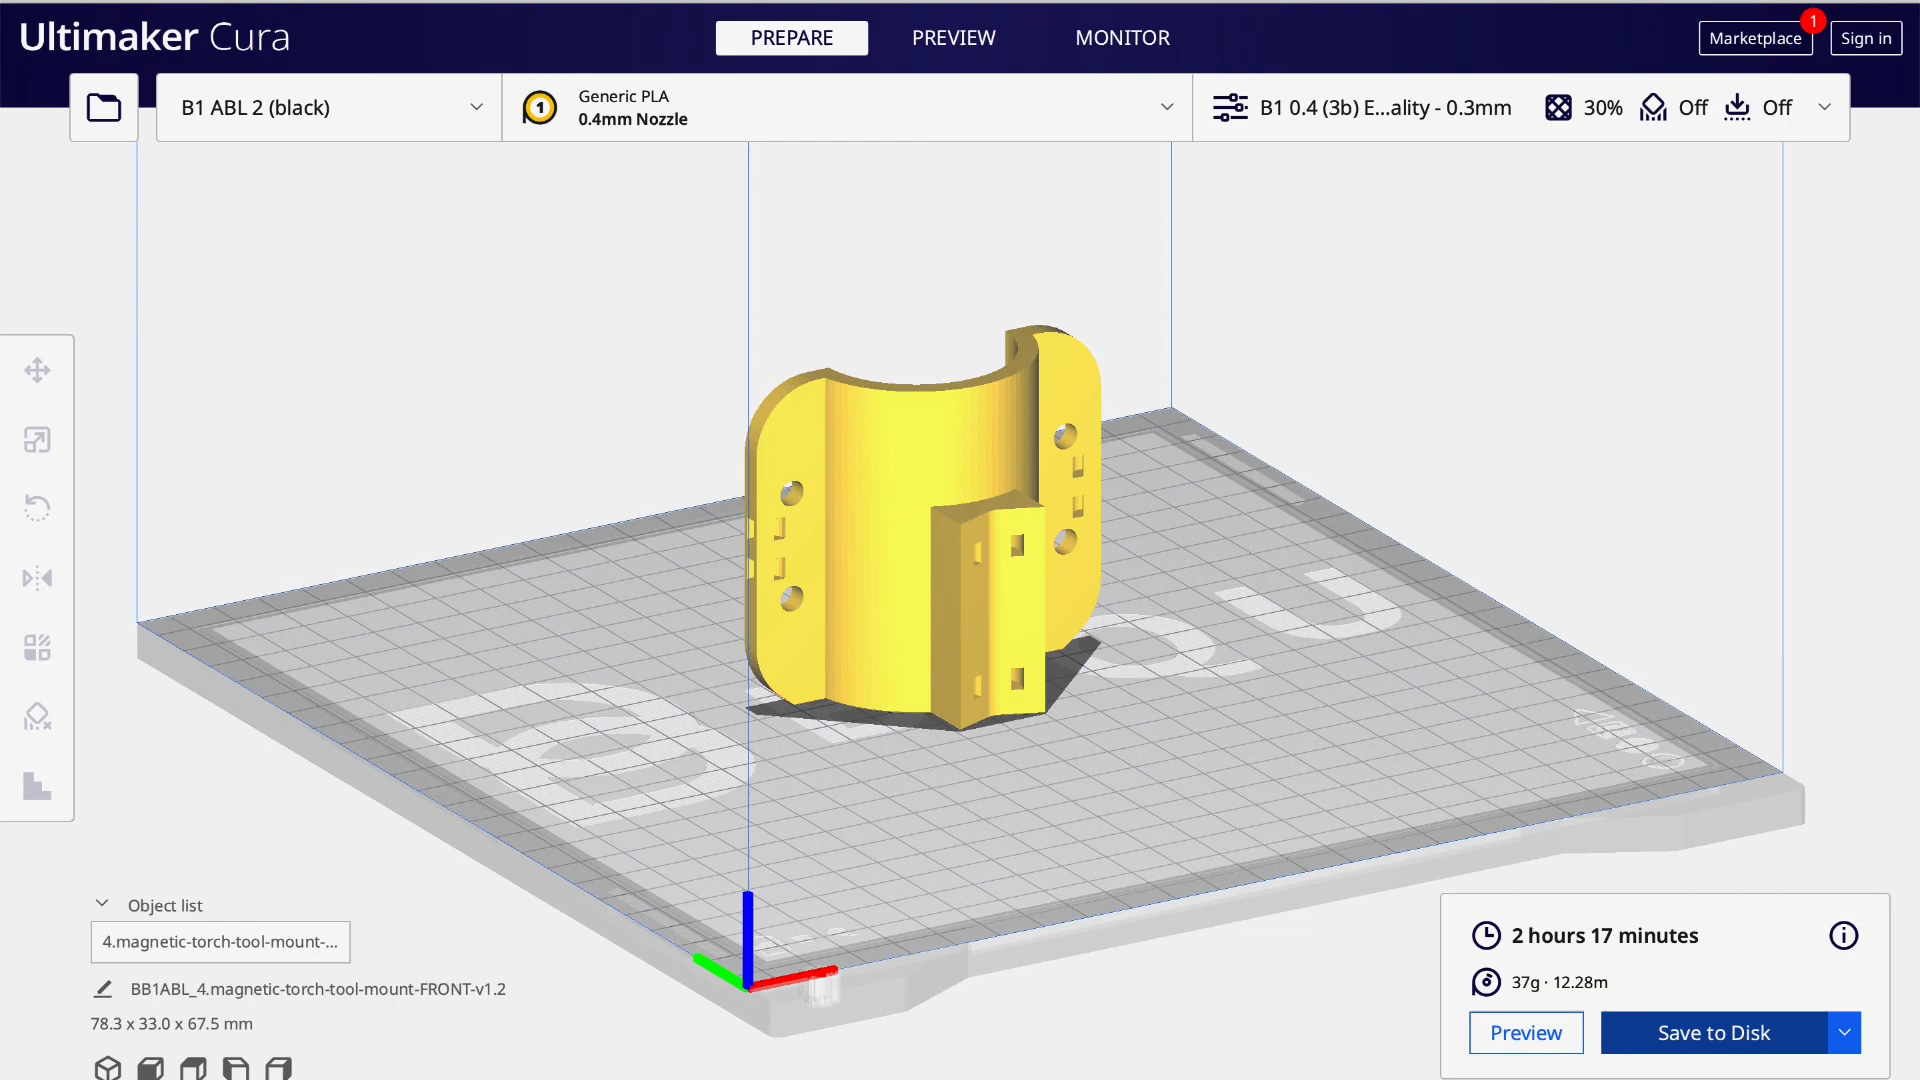 Ultimaker Cura
PREPARE
PREVIEW
MONITOR
Marketplace
1
Sign in
B1 ABL 2 (black)
1
Generic PLA
0.4mm Nozzle
B1 0.4 (3b) E...ality - 0.3mm
30%
Off
Off
Object list
4.magnetic-torch-tool-mount-...
BB1ABL_4.magnetic-torch-tool-mount-FRONT-v1.2
78.3 x 33.0 x 67.5 mm
2 hours 17 minutes
37g · 12.28m
Preview
Save to Disk